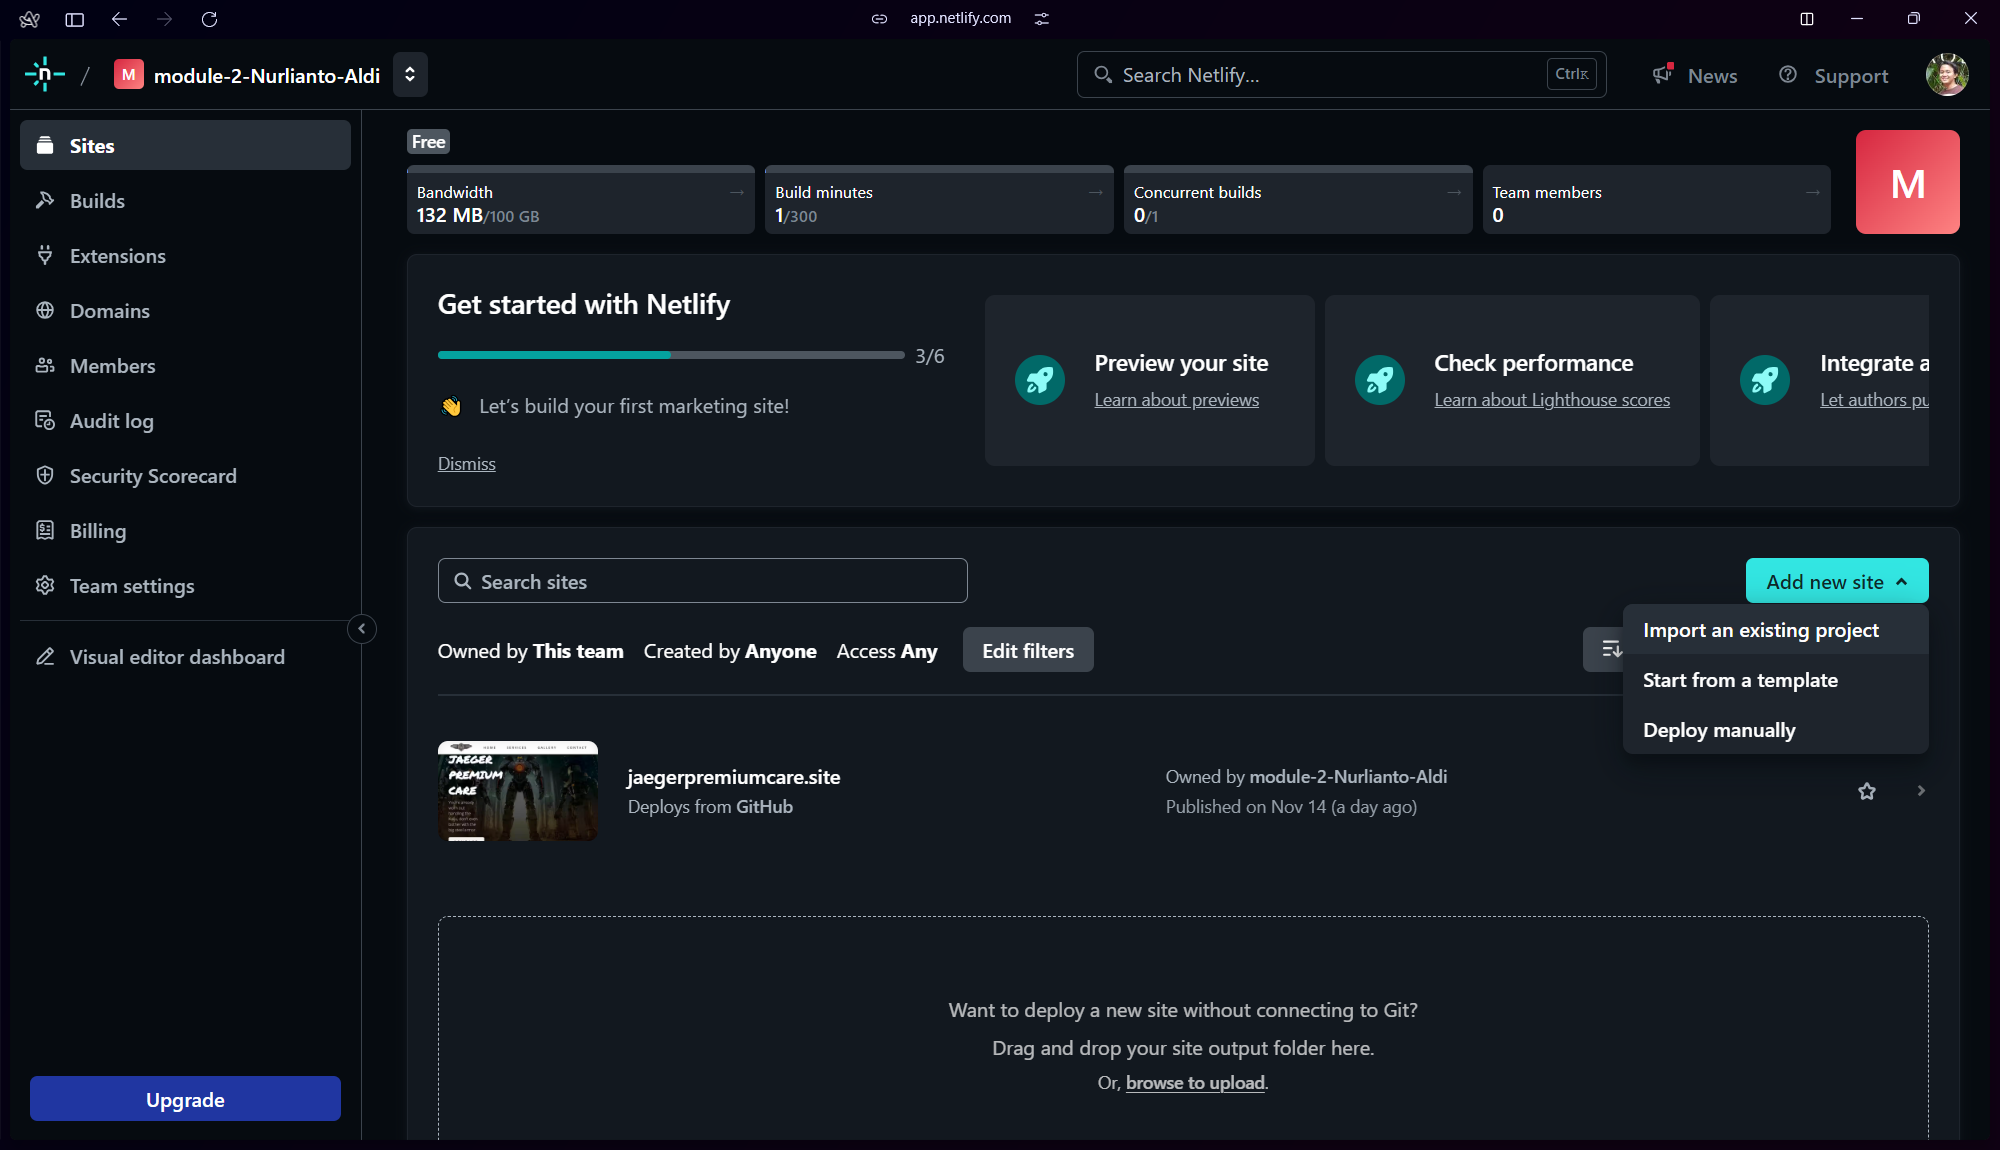 app.netlify.com
n / M module-2-Nurlianto-Aldi
Search Netlify...
Ctrl K
News
Support
Sites
Builds
Extensions
Domains
Members
Audit log
Security Scorecard
Billing
Team settings
Visual editor dashboard
Upgrade
Free
Bandwidth →
132 MB/100 GB
Build minutes →
1/300
Concurrent builds →
0/1
Team members →
0
M
Get started with Netlify
3/6
👋 Let's build your first marketing site!
Dismiss
Preview your site
Learn about previews
Check performance
Learn about Lighthouse scores
Integrate a
Let authors pu
Search sites
Add new site
Import an existing project
Start from a template
Deploy manually
Owned by This team Created by Anyone Access Any Edit filters
HOME SERVICES GALLERY CONTACT
JAEGER
PREMIUM
CARE
jaegerpremiumcare.site
Deploys from GitHub
Owned by module-2-Nurlianto-Aldi
Published on Nov 14 (a day ago)
Want to deploy a new site without connecting to Git?
Drag and drop your site output folder here.
Or, browse to upload.